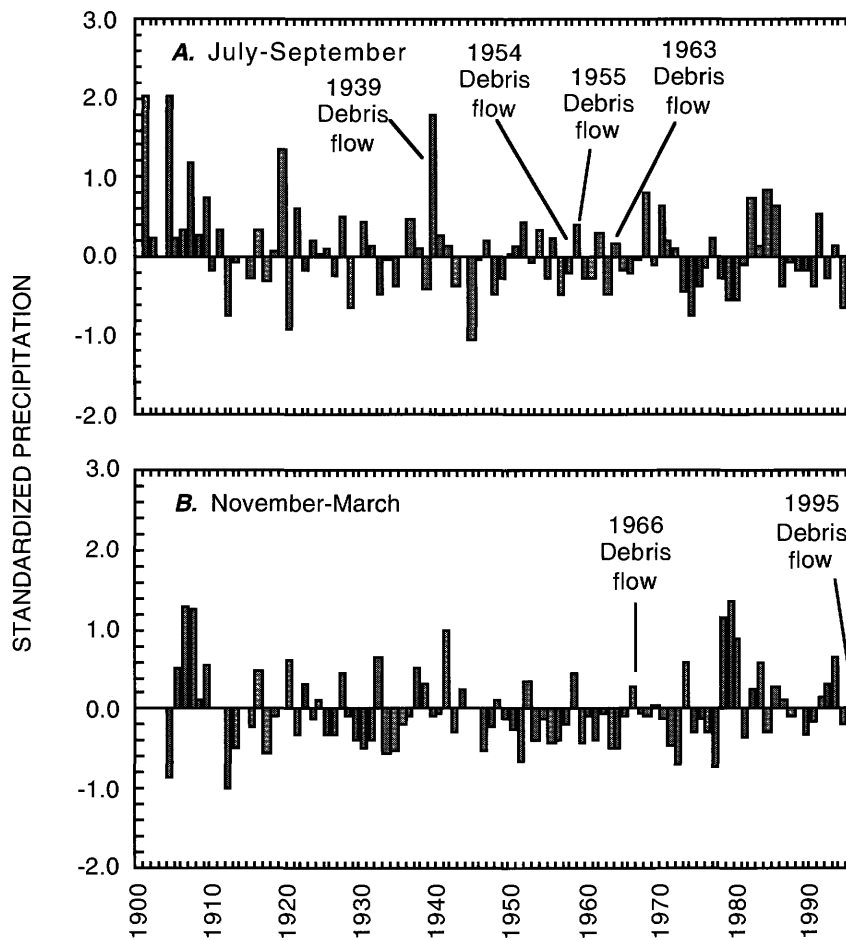 STANDARDIZED PRECIPITATION
3.0
2.0
1.0
0.0
-1.0
-2.0
A. July-September
1939
Debris
flow
1954
Debris
flow
1955
Debris
flow
1963
Debris
flow
3.0
2.0
1.0
0.0
-1.0
-2.0
B. November-March
1966
Debris
flow
1995
Debris
flow
1900
1910
1920
1930
1940
1950
1960
1970
1980
1990